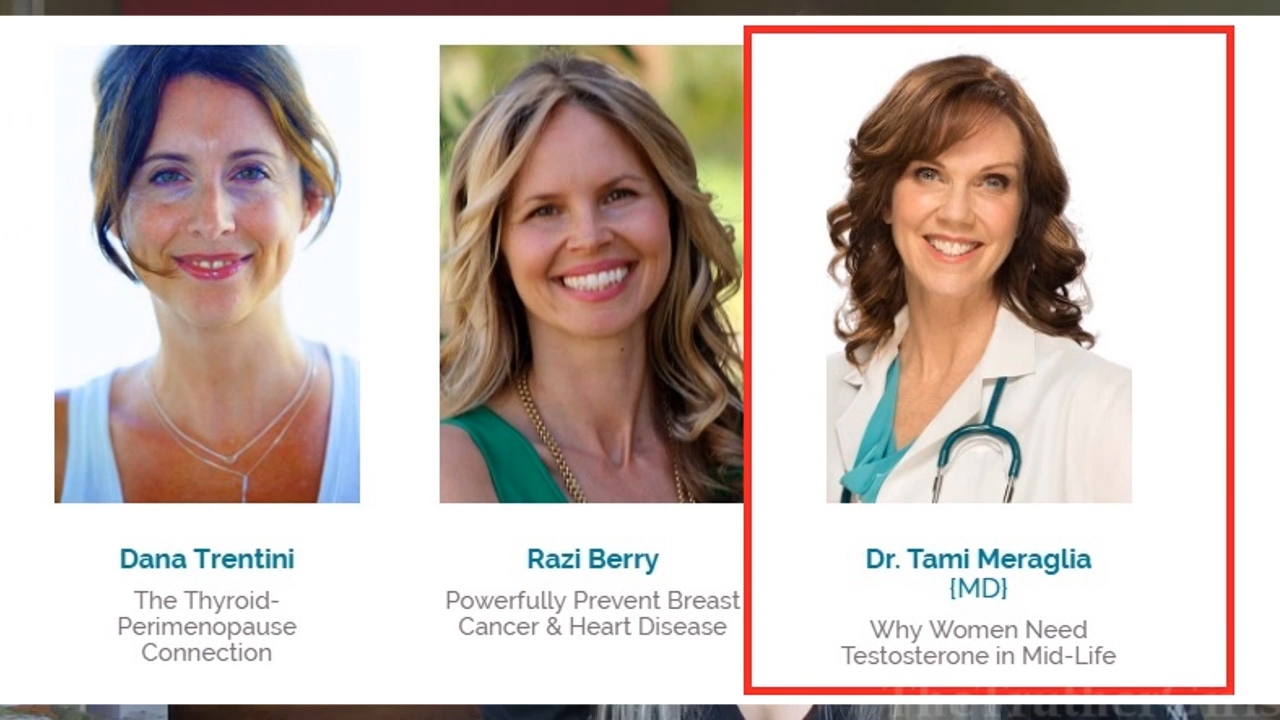 Dana Trentini
The Thyroid-
Perimenopause
Connection
Razi Berry
Powerfully Prevent Breast
Cancer & Heart Disease
Dr. Tami Meraglia
{MD}
Why Women Need
Testosterone in Mid-Life